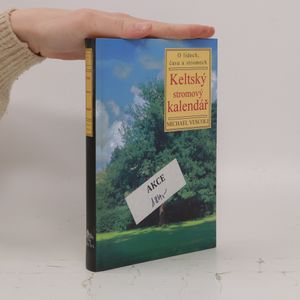 O lidech,
času a stromech
Keltský
stromový
kalendář
MICHAEL VESCOLI
AKCE